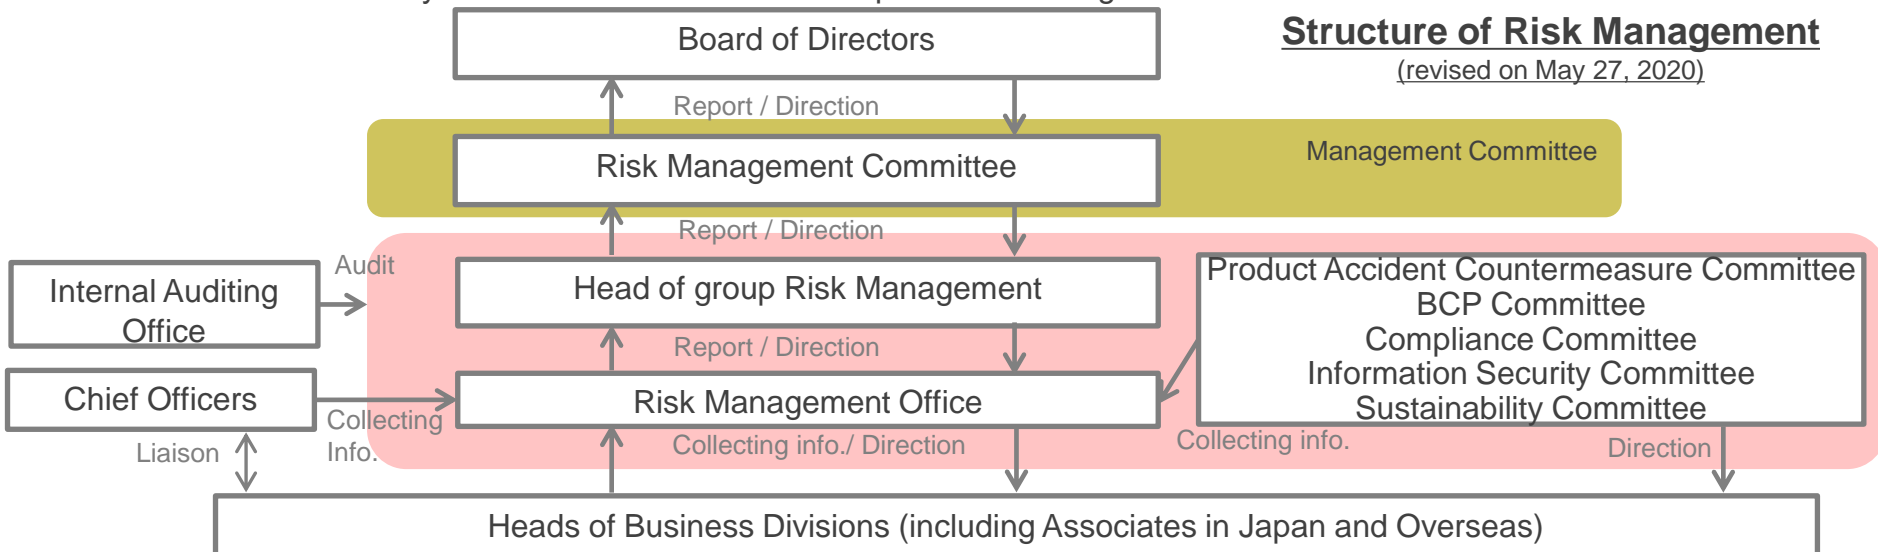 Board of Directors
Structure of Risk Management
(revised on May 27, 2020)
Report / Direction
Risk Management Committee
Management Committee
Report / Direction
Audit
Internal Auditing
Office
Head of group Risk Management
Product Accident Countermeasure Committee
BCP Committee
Compliance Committee
Information Security Committee
Sustainability Committee
Report / Direction
Chief Officers
Risk Management Office
Collecting
Info.
Liaison
Collecting info./ Direction
Collecting info.
Direction
Heads of Business Divisions (including Associates in Japan and Overseas)